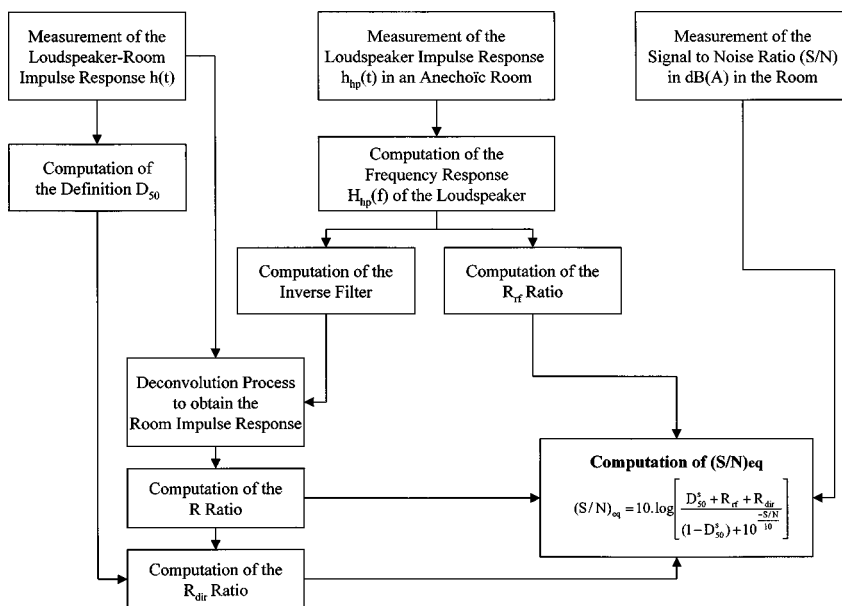 Measurement of the
Loudspeaker-Room
Impulse Response h(t)
Measurement of the
Loudspeaker Impulse Response
h_hp(t) in an Anechoïc Room
Measurement of the
Signal to Noise Ratio (S/N)
in dB(A) in the Room
Computation of
the Definition D_50
Computation of the
Frequency Response
H_hp(f) of the Loudspeaker
Computation of the
Inverse Filter
Computation of the
R_rf Ratio
Deconvolution Process
to obtain the
Room Impulse Response
Computation of the
R Ratio
Computation of the
R_dir Ratio
Computation of (S/N)eq
(S/N)_eq = 10.log[(D^s_50 + R_rf + R_dir) / ((1-D^s_50)+10^(-S/N / 10))]